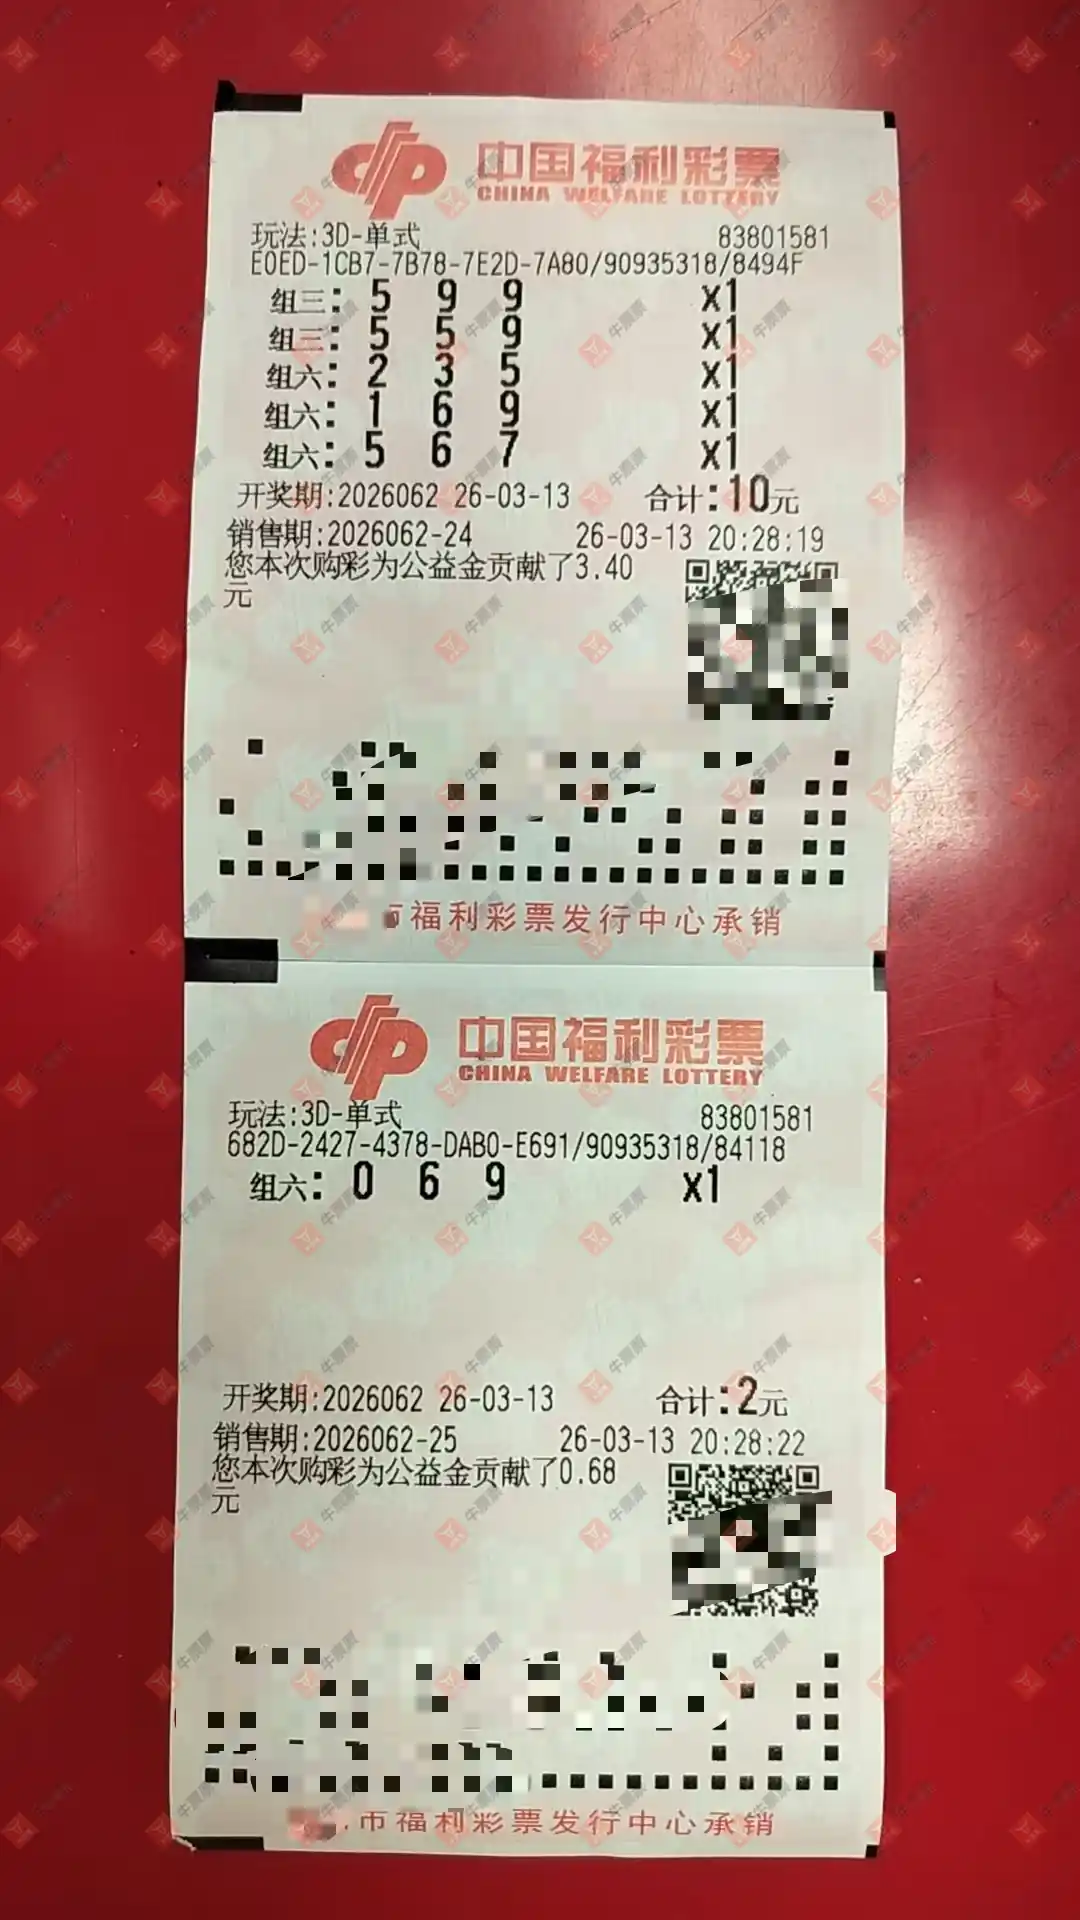 中国福利彩票
CHINA WELFARE LOTTERY
玩法:3D-单式 83801581
E0ED-1CB7-7B78-7E2D-7A80/90935318/8494F
组三: 5 9 9 x1
组三: 5 5 9 x1
组六: 2 3 5 x1
组六: 1 6 9 x1
组六: 5 6 7 x1
开奖期:2026062 26-03-13 合计:10元
销售期:2026062-24 26-03-13 20:28:19
您本次购彩为公益金贡献了3.40
元
福利彩票发行中心承销
中国福利彩票
CHINA WELFARE LOTTERY
玩法:3D-单式 83801581
682D-2427-4378-DAB0-E691/90935318/84118
组六: 0 6 9 x1
开奖期:2026062 26-03-13 合计:2元
销售期:2026062-25 26-03-13 20:28:22
您本次购彩为公益金贡献了0.68
元
市福利彩票发行中心承销